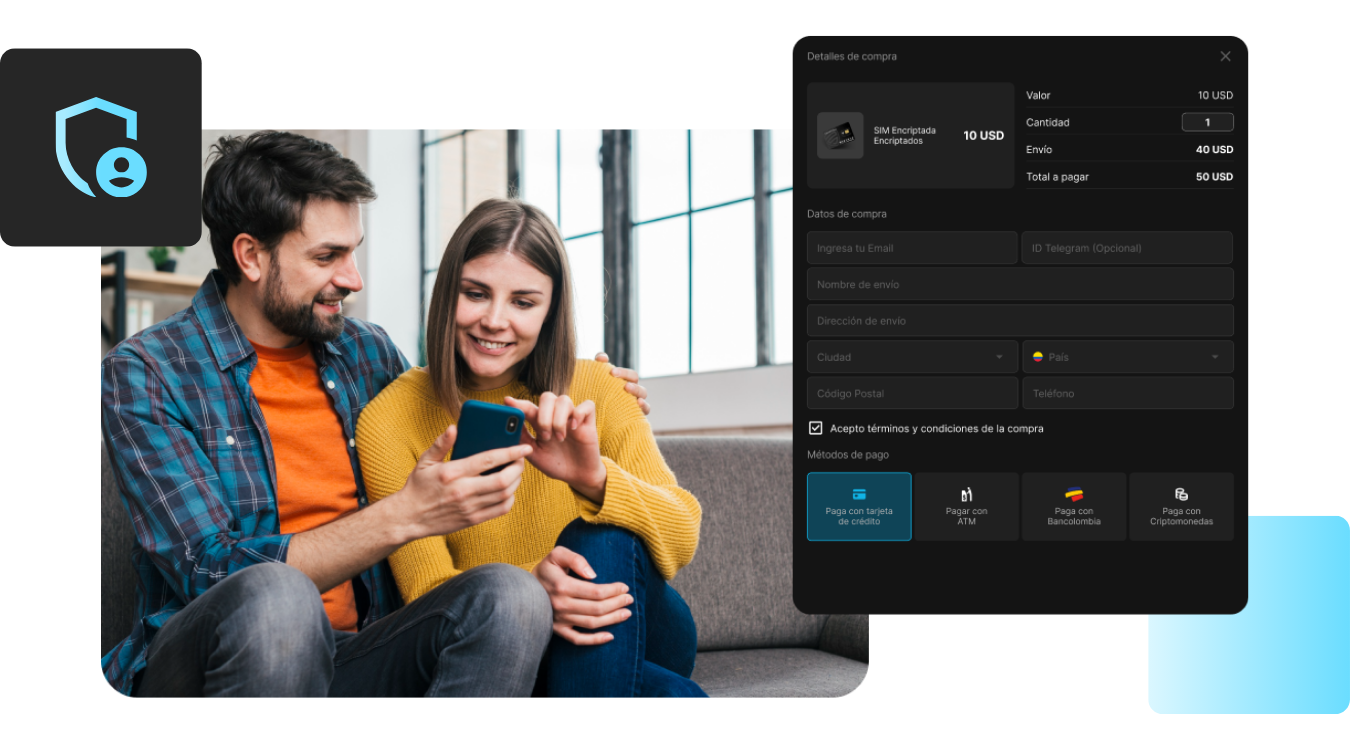 Detalles de compra
SIM Encriptada
Encriptados
10 USD
Valor 10 USD
Cantidad 1
Envío 40 USD
Total a pagar 50 USD
Datos de compra
Ingresa tu Email
ID Telegram (Opcional)
Nombre de envío
Dirección de envío
Ciudad
País
Código Postal
Teléfono
Acepto términos y condiciones de la compra
Métodos de pago
Paga con tarjeta
de crédito
Pagar con
ATM
Paga con
Bancolombia
Paga con
Criptomonedas